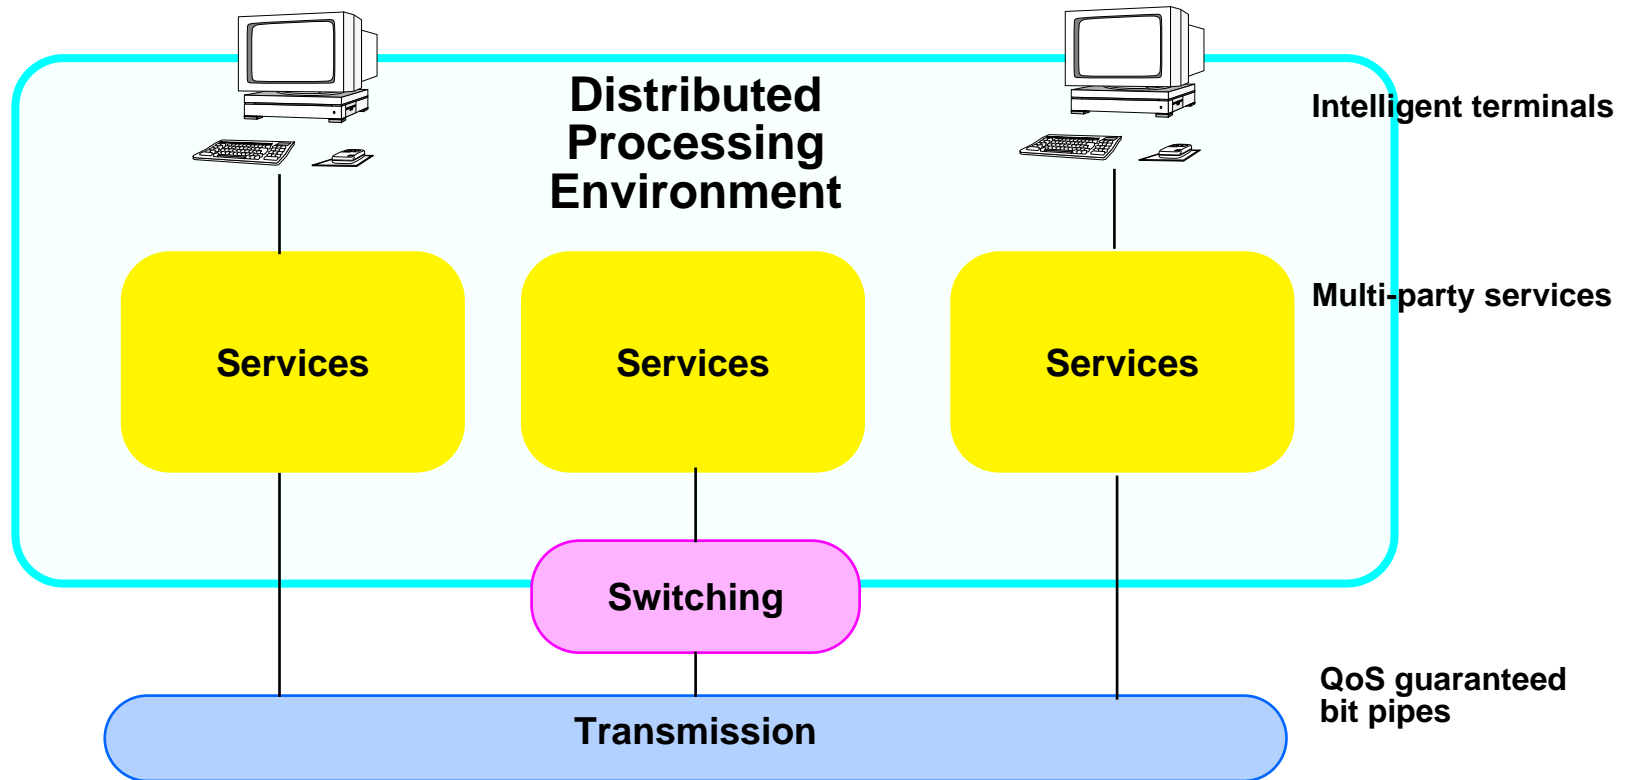 Distributed
Processing
Environment
Intelligent terminals
Multi-party services
Services
Services
Services
Switching
QoS guaranteed
bit pipes
Transmission